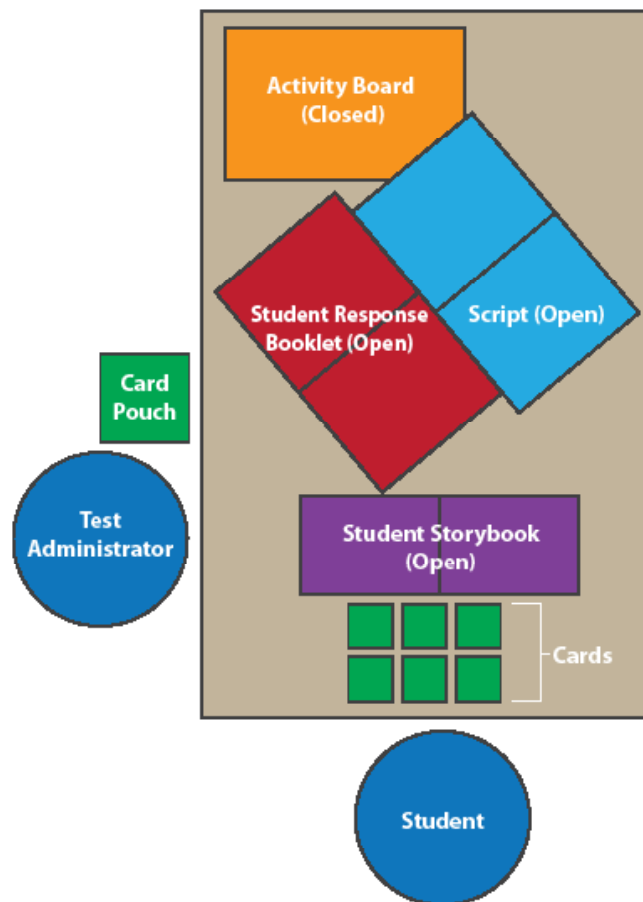 Activity Board
(Closed)
Student Response
Booklet (Open)
Script (Open)
Card
Pouch
Test
Administrator
Student Storybook
(Open)
Cards
Student